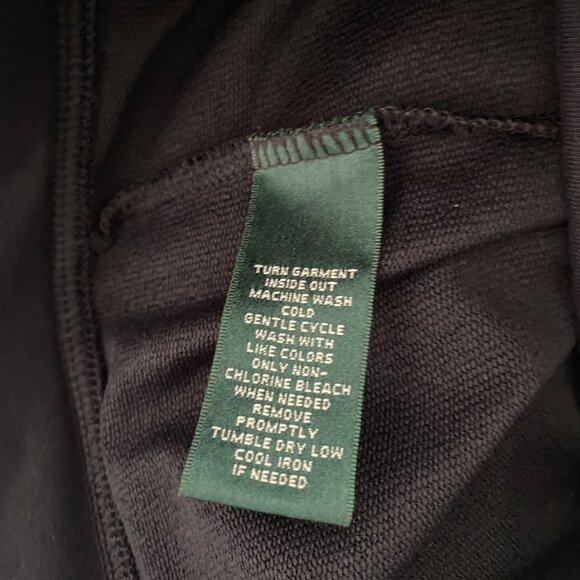 TURN GARMENT
INSIDE OUT
MACHINE WASH
COLD
GENTLE CYCLE
WASH WITH
LIKE COLORS
ONLY NON-
CHLORINE BLEACH
WHEN NEEDED
REMOVE
PROMPTLY
TUMBLE DRY LOW
COOL IRON
IF NEEDED